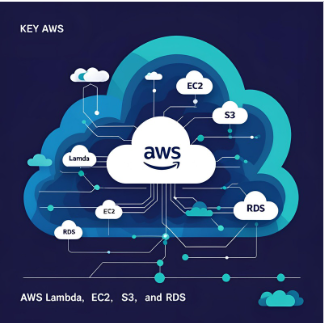 KEY AWS
EC2
S3
aws
Lamda
EC2
RDS
RDS
AWS Lambda, EC2, S3, and RDS